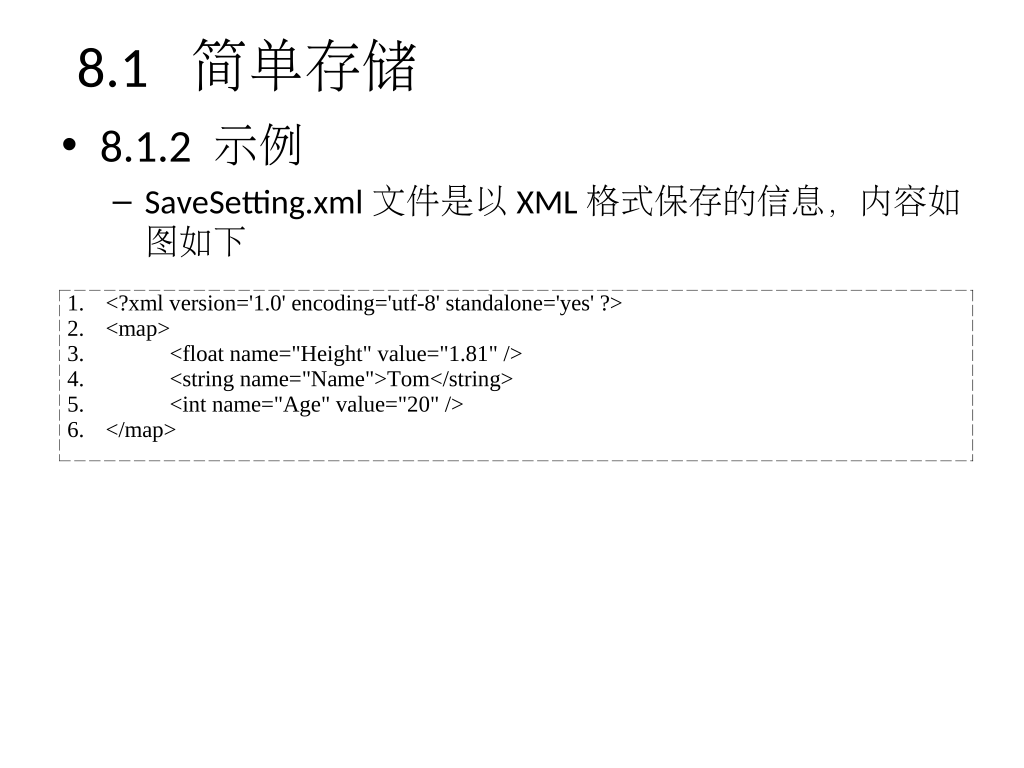 8.1 简单存储
• 8.1.2 示例
– SaveSetting.xml 文件是以 XML 格式保存的信息，内容如
图如下
1. <?xml version='1.0' encoding='utf-8' standalone='yes' ?>
2. <map>
3. <float name="Height" value="1.81" />
4. <string name="Name">Tom</string>
5. <int name="Age" value="20" />
6. </map>